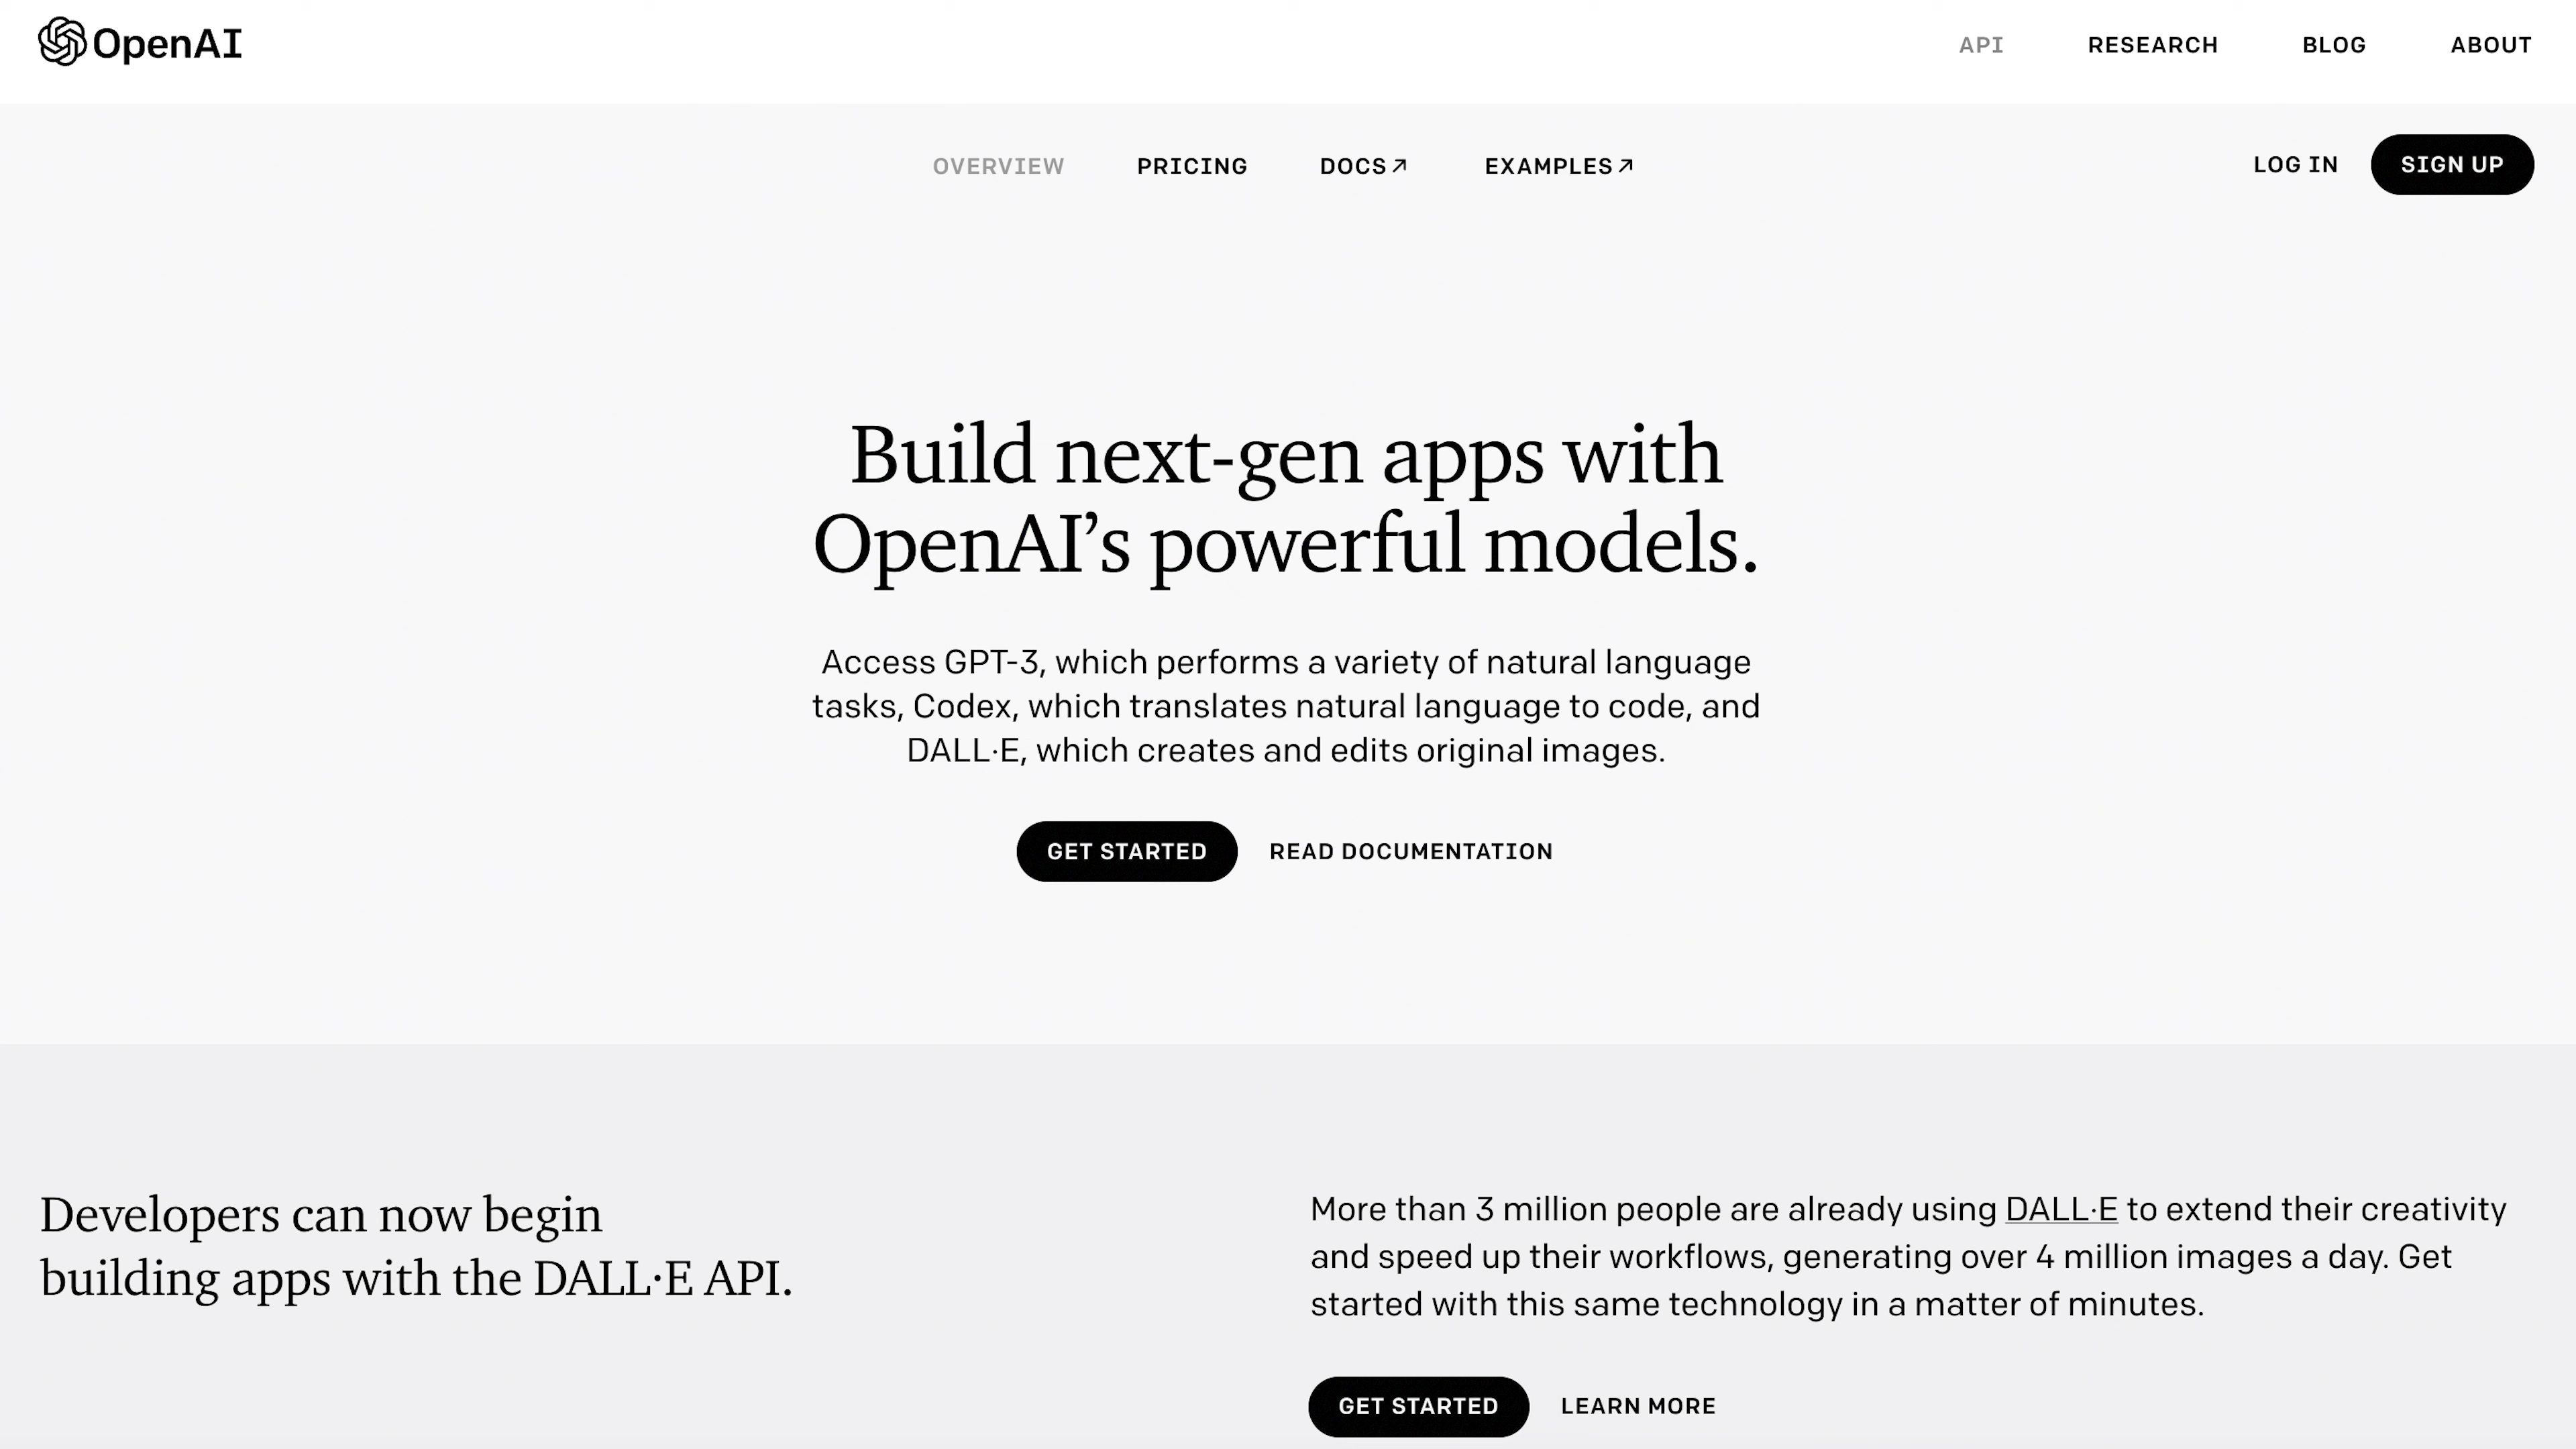 OpenAI
API RESEARCH BLOG ABOUT
OVERVIEW PRICING DOCS↗ EXAMPLES↗ LOG IN SIGN UP
Build next-gen apps with
OpenAI’s powerful models.
Access GPT-3, which performs a variety of natural language
tasks, Codex, which translates natural language to code, and
DALL·E, which creates and edits original images.
GET STARTED READ DOCUMENTATION
Developers can now begin
building apps with the DALL·E API.
More than 3 million people are already using DALL·E to extend their creativity
and speed up their workflows, generating over 4 million images a day. Get
started with this same technology in a matter of minutes.
GET STARTED LEARN MORE